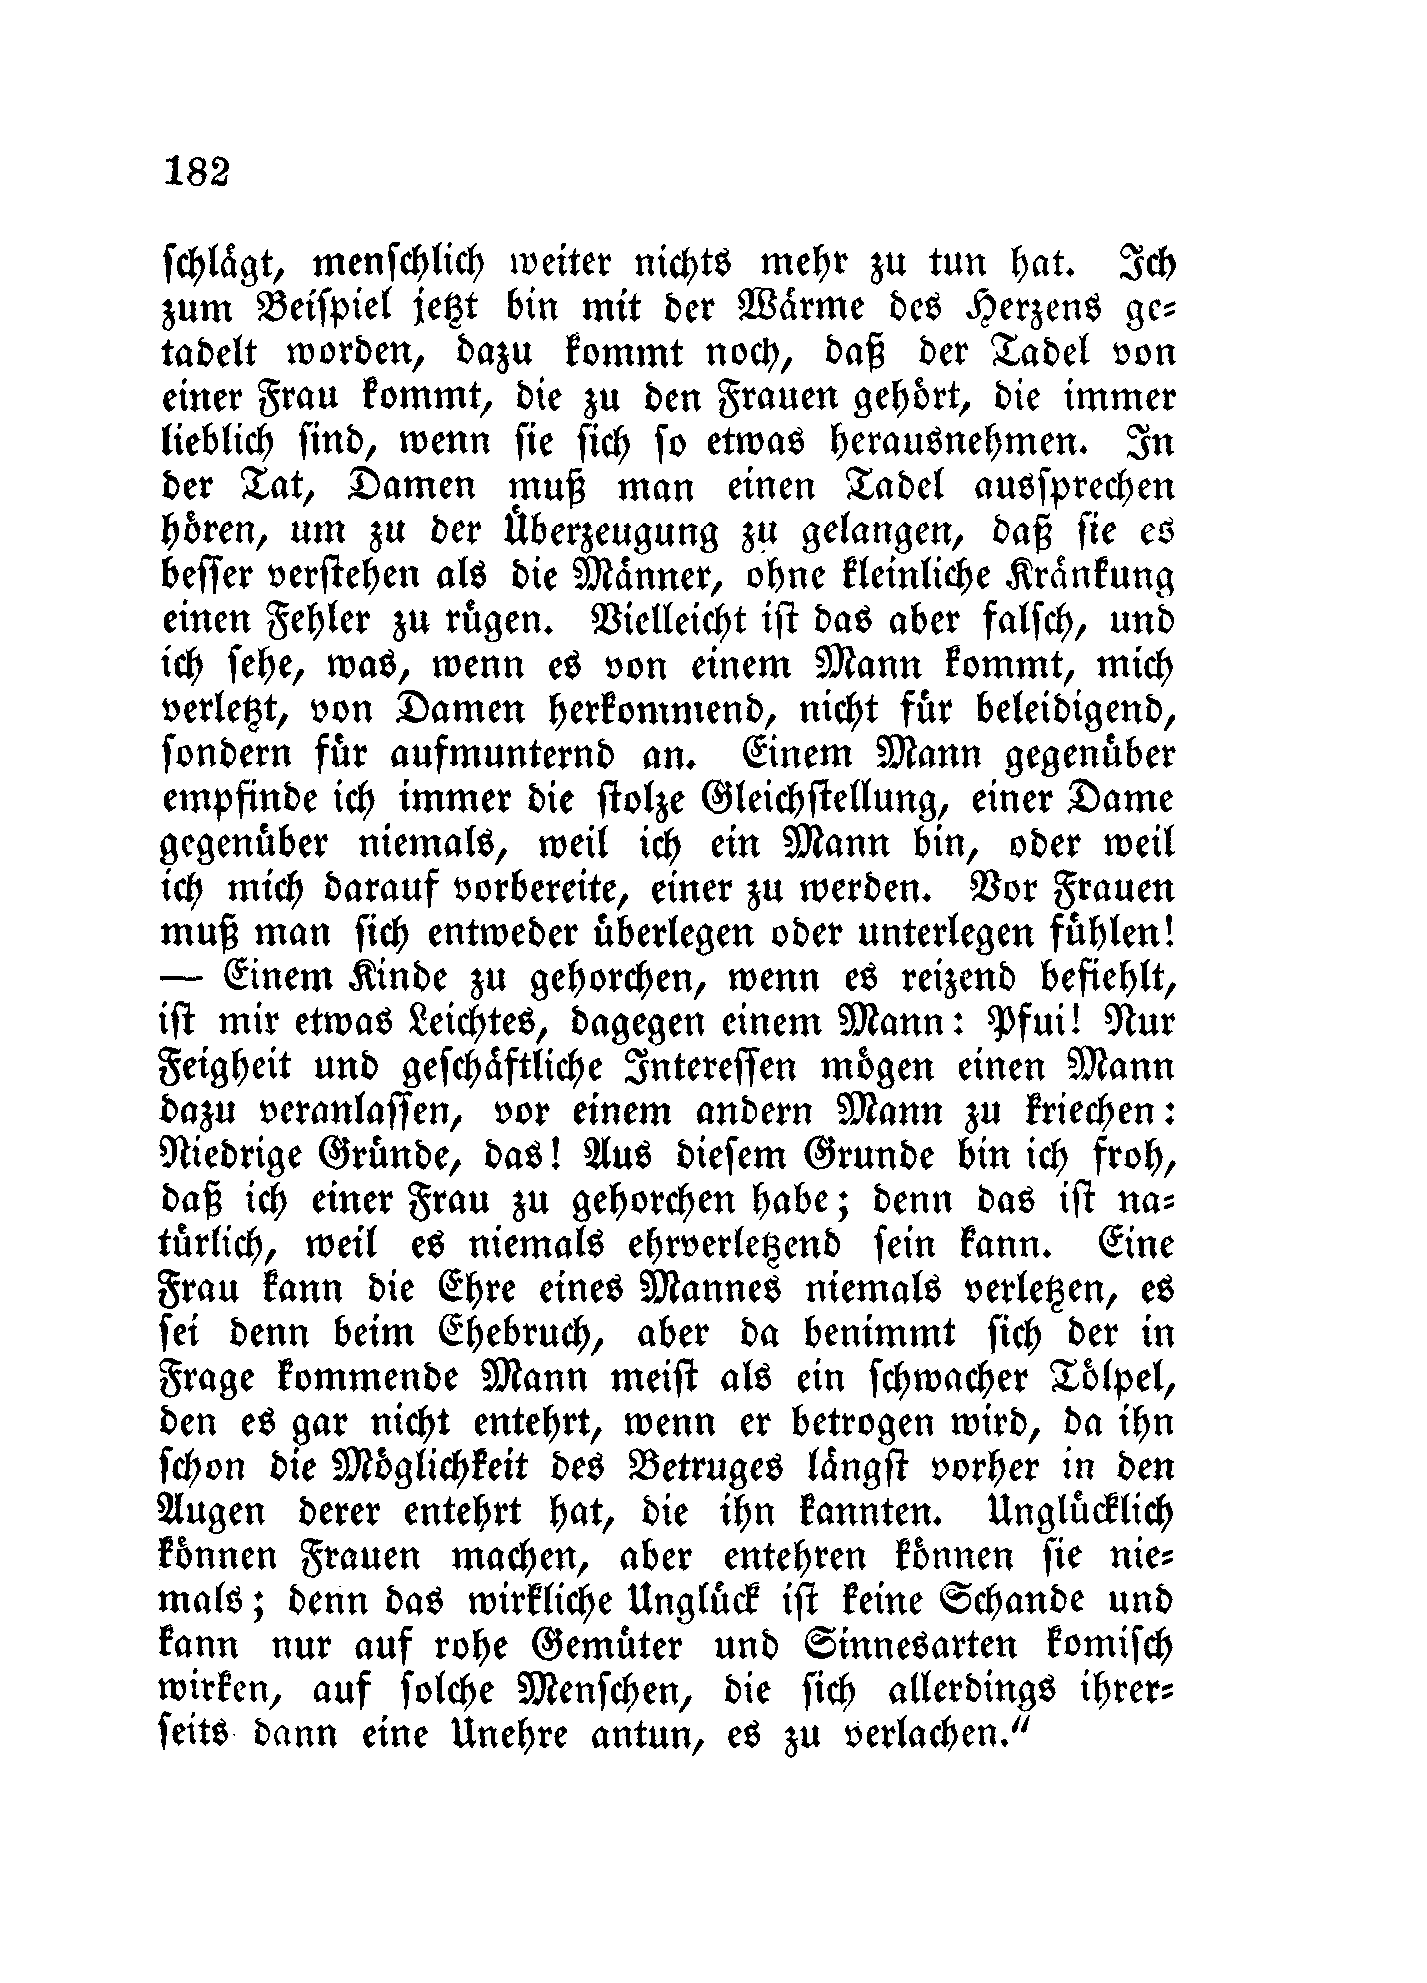 182
schlägt, menschlich weiter nichts mehr zu tun hat. Ich
zum Beispiel jetzt bin mit der Wärme des Herzens ge-
tadelt worden, dazu kommt noch, daß der Tadel von
einer Frau kommt, die zu den Frauen gehört, die immer
lieblich sind, wenn sie sich so etwas herausnehmen. In
der Tat, Damen muß man einen Tadel aussprechen
hören, um zu der Überzeugung zu gelangen, daß sie es
besser verstehen als die Männer, ohne kleinliche Kränkung
einen Fehler zu rügen. Vielleicht ist das aber falsch, und
ich sehe, was, wenn es von einem Mann kommt, mich
verletzt, von Damen herkommend, nicht für beleidigend,
sondern für aufmunternd an. Einem Mann gegenüber
empfinde ich immer die stolze Gleichstellung, einer Dame
gegenüber niemals, weil ich ein Mann bin, oder weil
ich mich darauf vorbereite, einer zu werden. Vor Frauen
muß man sich entweder überlegen oder unterlegen fühlen!
— Einem Kinde zu gehorchen, wenn es reizend befiehlt,
ist mir etwas Leichtes, dagegen einem Mann: Pfui! Nur
Feigheit und geschäftliche Interessen mögen einen Mann
dazu veranlassen, vor einem andern Mann zu kriechen:
Niedrige Gründe, das! Aus diesem Grunde bin ich froh,
daß ich einer Frau zu gehorchen habe; denn das ist na-
türlich, weil es niemals ehrverletzend sein kann. Eine
Frau kann die Ehre eines Mannes niemals verletzen, es
sei denn beim Ehebruch, aber da benimmt sich der in
Frage kommende Mann meist als ein schwacher Tölpel,
den es gar nicht entehrt, wenn er betrogen wird, da ihn
schon die Möglichkeit des Betruges längst vorher in den
Augen derer entehrt hat, die ihn kannten. Unglücklich
können Frauen machen, aber entehren können sie nie-
mals; denn das wirkliche Unglück ist keine Schande und
kann nur auf rohe Gemüter und Sinnesarten komisch
wirken, auf solche Menschen, die sich allerdings ihrer-
seits dann eine Unehre antun, es zu verlachen.“